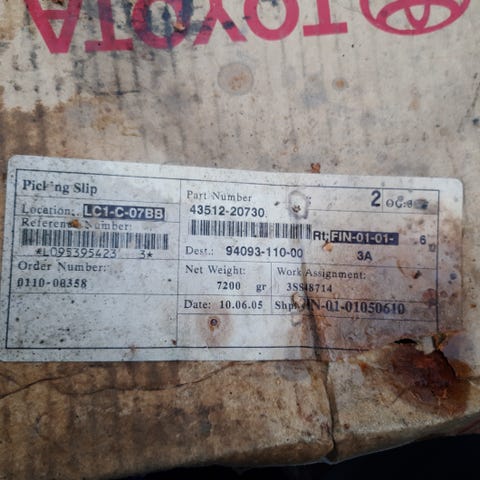 TOYOTA
Picking Slip
Location: LC1-C-07BB
Reference Number:
*L095395423 3*
Order Number:
0110-08358
Part Number
43512-20730
2
Dest.: 94093-110-00
Rt: FIN-01-01- 6
3A
Net Weight:
7200 gr
Work Assignment:
3SS48714
Date: 10.06.05